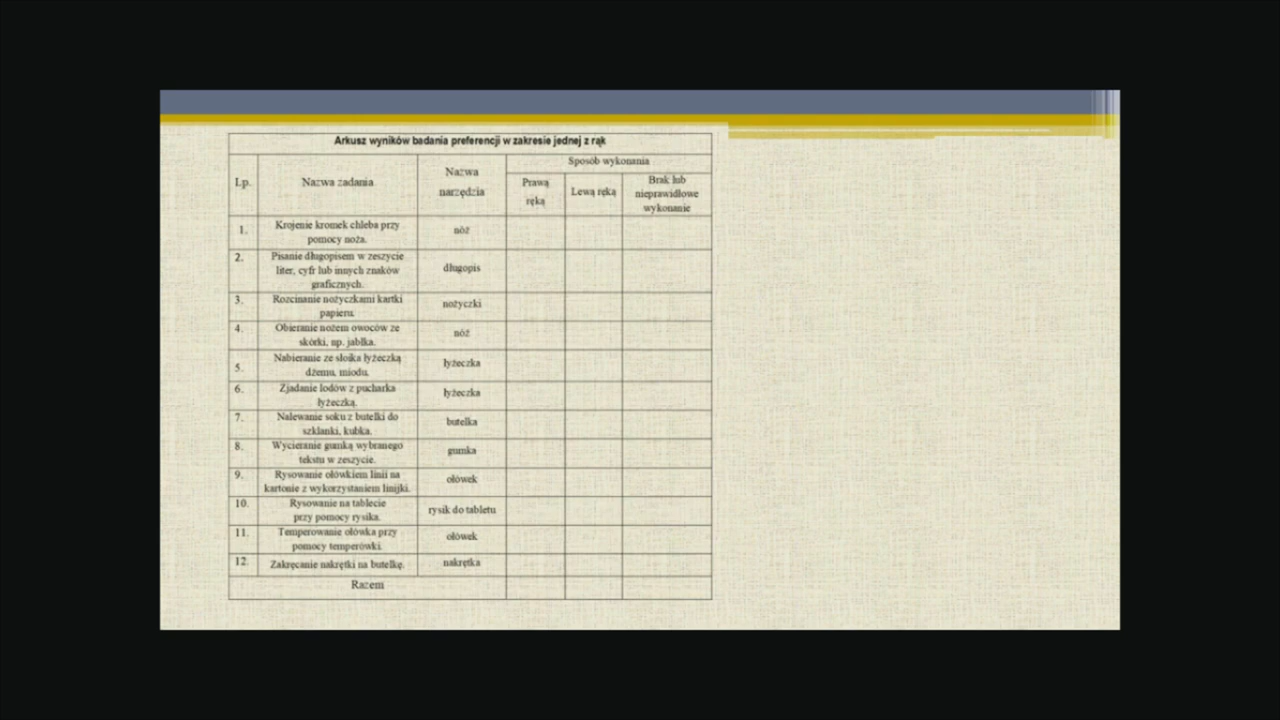 Arkusz wyników badania preferencji w zakresie jednej z rąk
Lp.
Nazwa zadania
Nazwa
narzędzia
Sposób wykonania
Prawą
ręką
Lewą ręką
Brak lub
nieprawidłowe
wykonanie
1.
Krojenie kromek chleba przy
pomocy noża.
nóż
2.
Pisanie długopisem w zeszycie
liter, cyfr lub innych znaków
graficznych.
długopis
3.
Rozcinanie nożyczkami kartki
papieru.
nożyczki
4.
Obieranie nożem owoców ze
skórki, np. jabłka.
nóż
5.
Nabieranie ze słoika łyżeczką
dżemu, miodu.
łyżeczka
6.
Zjadanie lodów z pucharka
łyżeczką.
łyżeczka
7.
Nalewanie soku z butelki do
szklanki, kubka.
butelka
8.
Wycieranie gumką wybranego
tekstu w zeszycie.
gumka
9.
Rysowanie ołówkiem linii na
kartonie z wykorzystaniem linijki.
ołówek
10.
Rysowanie na tablecie
przy pomocy rysika.
rysik do tabletu
11.
Temperowanie ołówka przy
pomocy temperówki.
ołówek
12.
Zakręcanie nakrętki na butelkę.
nakrętka
Razem